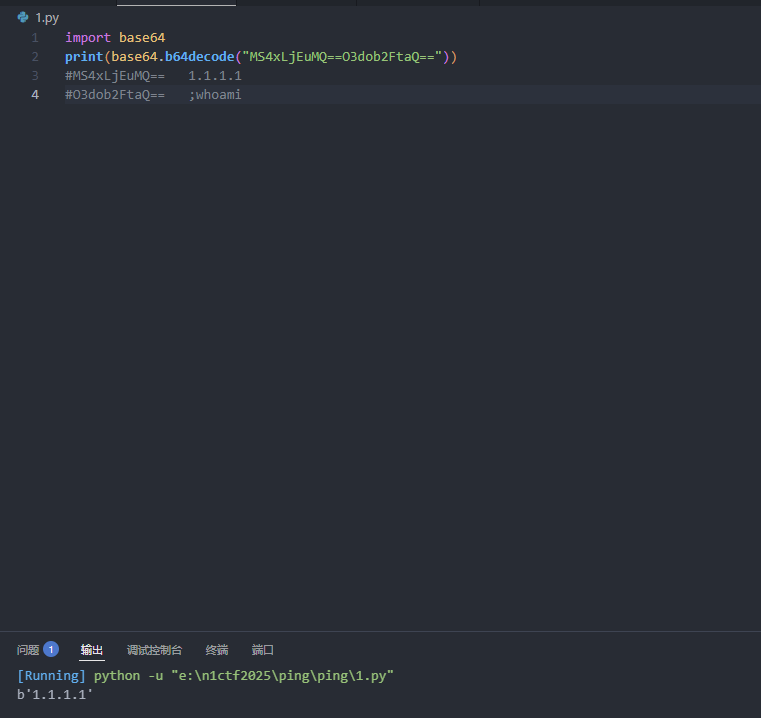 1.py
1 import base64
2 print(base64.b64decode("MS4xLjEuMQ==O3dob2FtaQ=="))
3 #MS4xLjEuMQ==   1.1.1.1
4 #O3dob2FtaQ==   ;whoami
问题 1 输出 调试控制台 终端 端口
[Running] python -u "e:\n1ctf2025\ping\ping\1.py"
b'1.1.1.1'